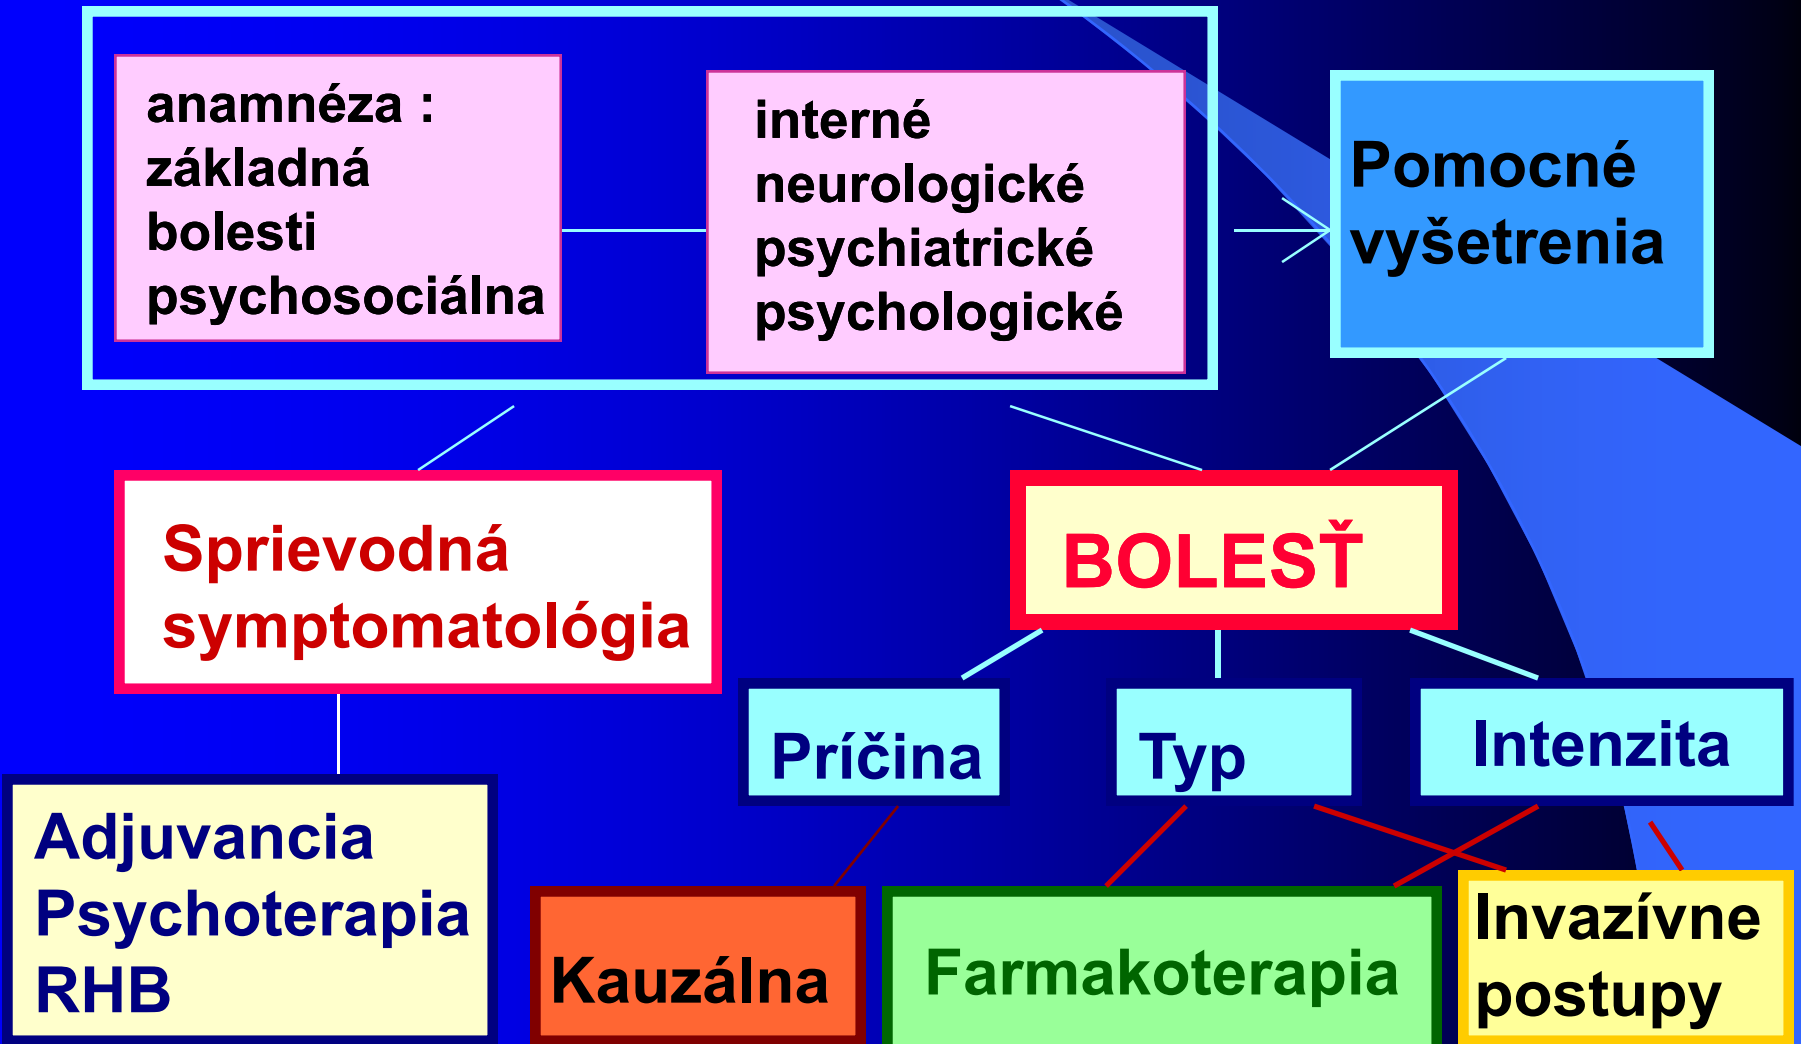 anamnéza :
základná
bolesti
psychosociálna
interné
neurologické
psychiatrické
psychologické
Pomocné
vyšetrenia
Sprievodná
symptomatológia
BOLESŤ
Príčina
Typ
Intenzita
Adjuvancia
Psychoterapia
RHB
Kauzálna
Farmakoterapia
Invazívne
postupy